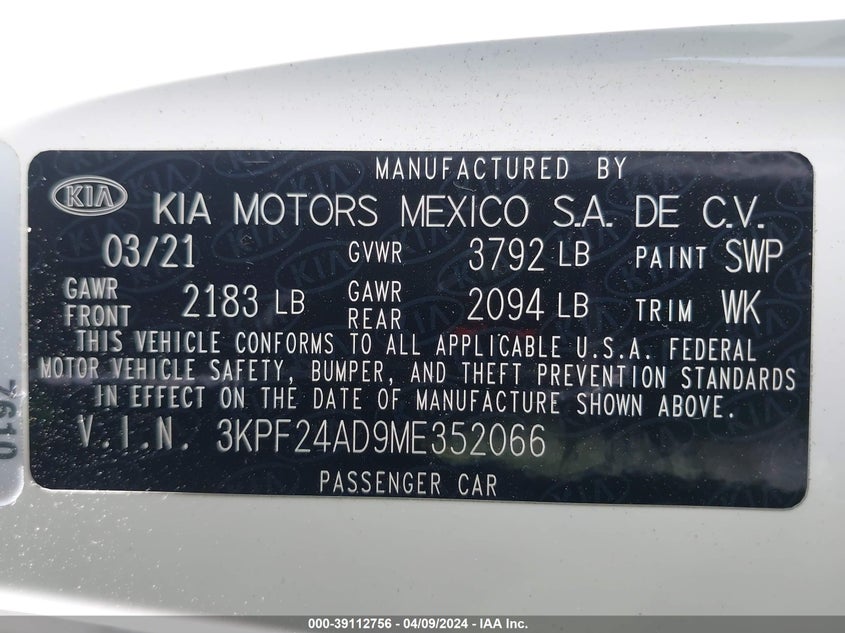 MANUFACTURED BY
KIA KIA MOTORS MEXICO S.A. DE C.V.
03/21 GVWR 3792 LB PAINT SWP
GAWR FRONT 2183 LB GAWR REAR 2094 LB TRIM WK
THIS VEHICLE CONFORMS TO ALL APPLICABLE U.S.A. FEDERAL
MOTOR VEHICLE SAFETY, BUMPER, AND THEFT PREVENTION STANDARDS
IN EFFECT ON THE DATE OF MANUFACTURE SHOWN ABOVE.
V.I.N. 3KPF24AD9ME352066
PASSENGER CAR
000-39112756 - 04/09/2024 - IAA Inc.